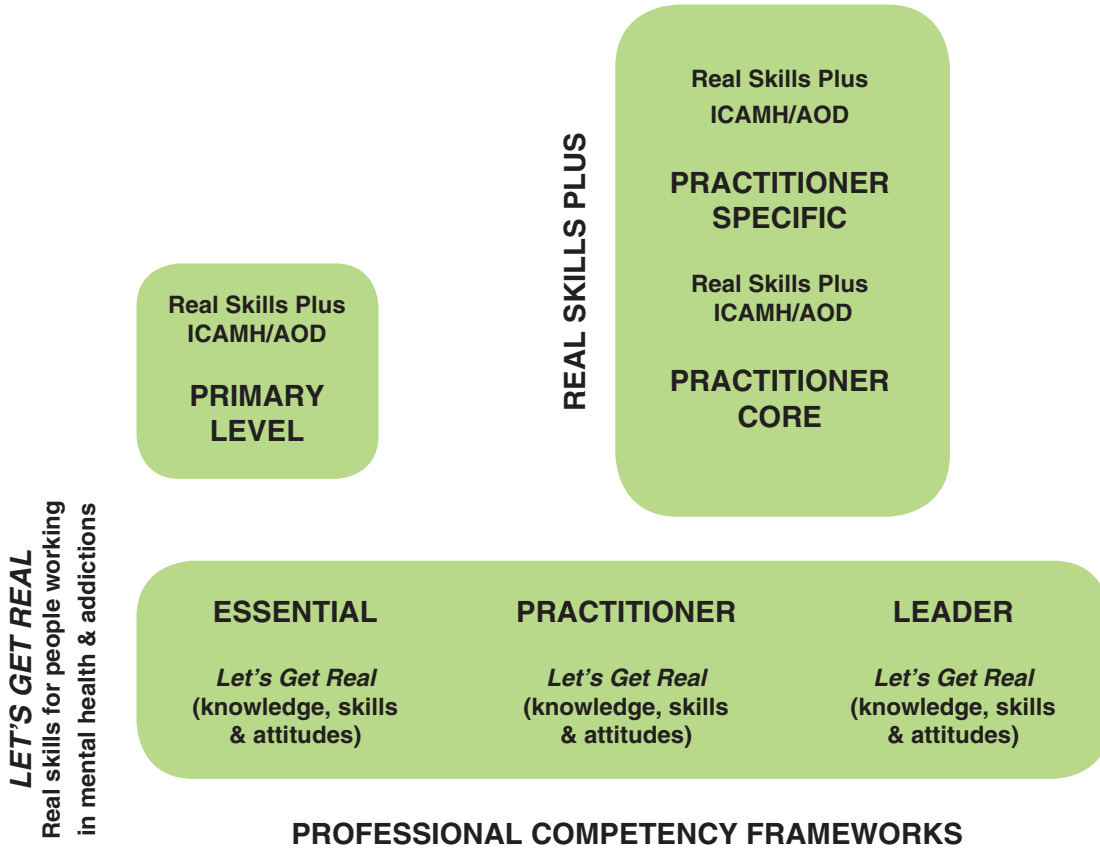 Real Skills Plus
ICAMH/AOD
PRACTITIONER
SPECIFIC
Real Skills Plus
ICAMH/AOD
PRACTITIONER
CORE
REAL SKILLS PLUS
Real Skills Plus
ICAMH/AOD
PRIMARY
LEVEL
LET'S GET REAL
Real skills for people working
in mental health & addictions
ESSENTIAL
Let's Get Real
(knowledge, skills
& attitudes)
PRACTITIONER
Let's Get Real
(knowledge, skills
& attitudes)
LEADER
Let's Get Real
(knowledge, skills
& attitudes)
PROFESSIONAL COMPETENCY FRAMEWORKS